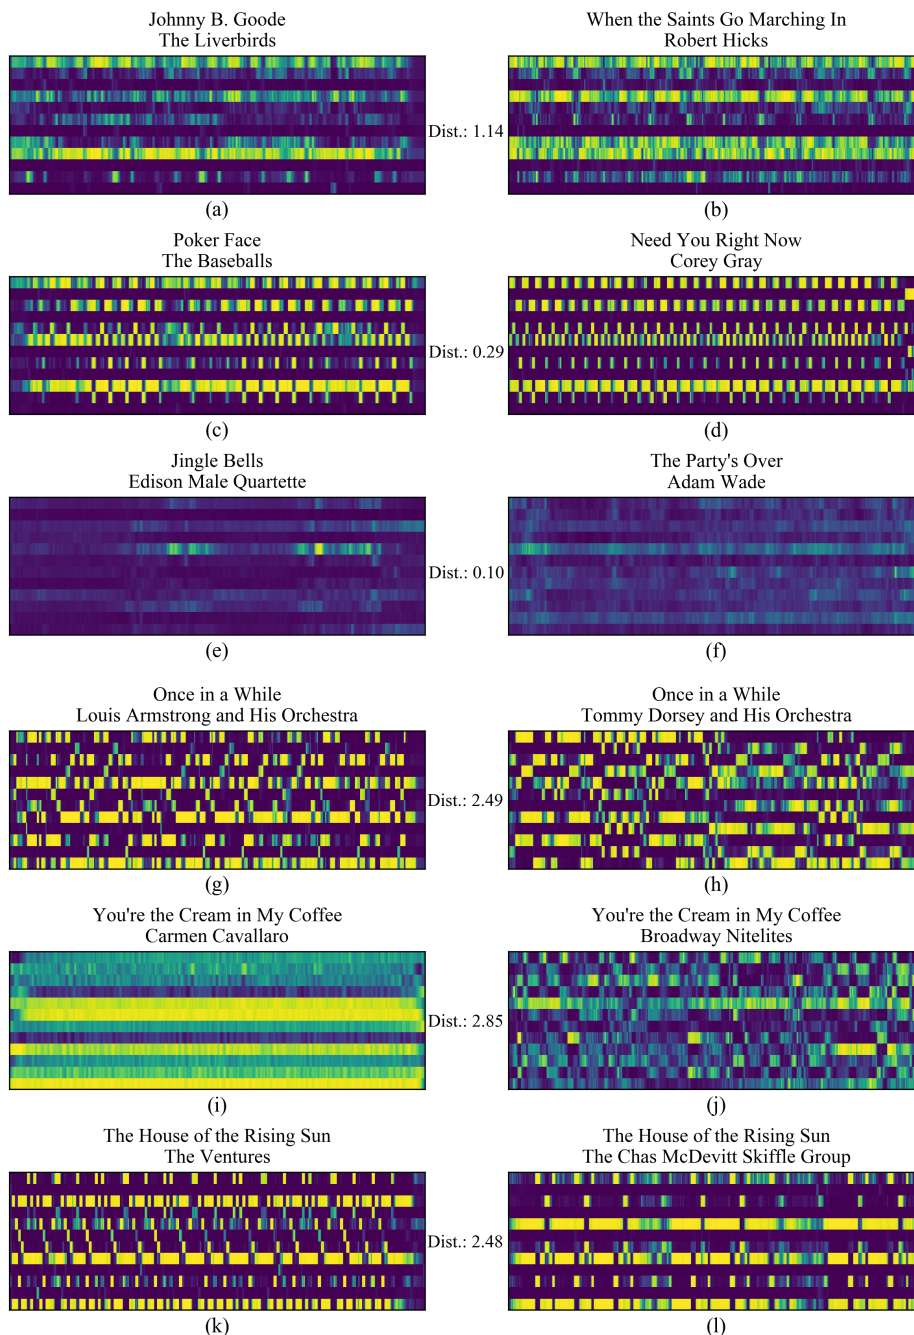 Johnny B. Goode
The Liverbirds
When the Saints Go Marching In
Robert Hicks
Dist.: 1.14
(a)
(b)
Poker Face
The Baseballs
Need You Right Now
Corey Gray
Dist.: 0.29
(c)
(d)
Jingle Bells
Edison Male Quartette
The Party's Over
Adam Wade
Dist.: 0.10
(e)
(f)
Once in a While
Louis Armstrong and His Orchestra
Once in a While
Tommy Dorsey and His Orchestra
Dist.: 2.49
(g)
(h)
You're the Cream in My Coffee
Carmen Cavallaro
You're the Cream in My Coffee
Broadway Nitelites
Dist.: 2.85
(i)
(j)
The House of the Rising Sun
The Ventures
The House of the Rising Sun
The Chas McDevitt Skiffle Group
Dist.: 2.48
(k)
(l)